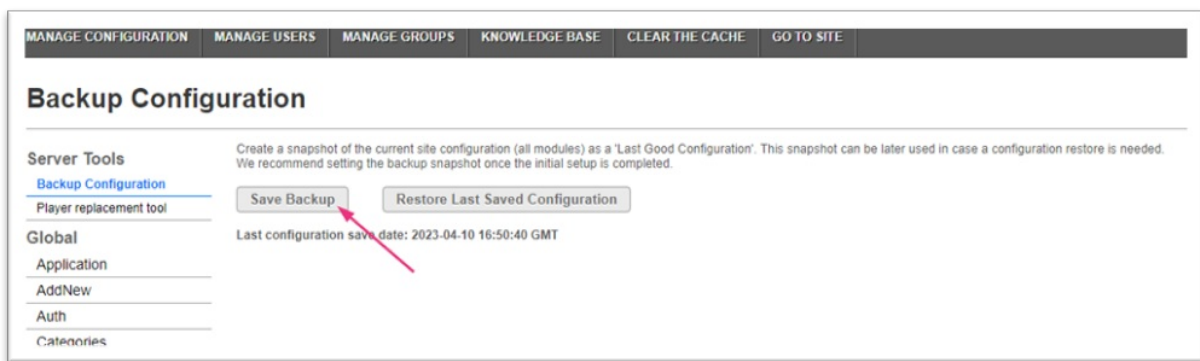 MANAGE CONFIGURATION MANAGE USERS MANAGE GROUPS KNOWLEDGE BASE CLEAR THE CACHE GO TO SITE
Backup Configuration
Server Tools
Backup Configuration
Player replacement tool
Global
Application
AddNew
Auth
Categories
Create a snapshot of the current site configuration (all modules) as a 'Last Good Configuration'. This snapshot can be later used in case a configuration restore is needed.
We recommend setting the backup snapshot once the initial setup is completed.
Save Backup Restore Last Saved Configuration
Last configuration save date: 2023-04-10 16:50:40 GMT